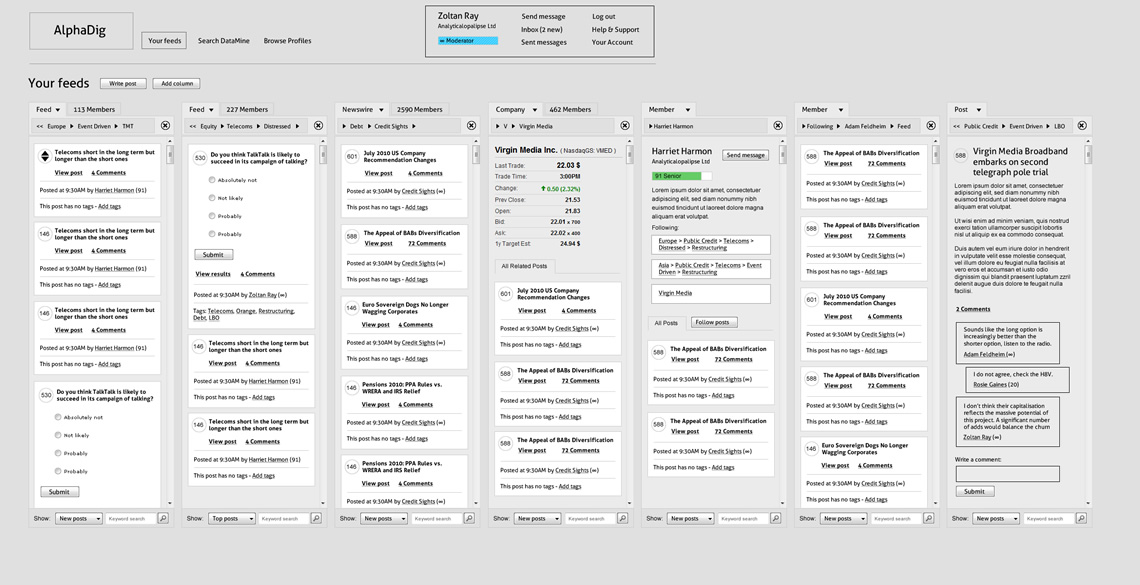 AlphaDig
Your feeds
Search DataMine
Browse Profiles
Zoltan Ray
Analyticalopalipse Ltd
∞ Moderator
Send message
Inbox (2 new)
Sent messages
Log out
Help & Support
Your Account
Your feeds
Write post
Add column
Feed
113 Members
<< Europe Event Driven TMT
Telecoms short in the long term but
longer than the short ones
View post 4 Comments
Posted at 9:30AM by Harriet Harmon (91)
This post has no tags - Add tags
146
Telecoms short in the long term but
longer than the short ones
View post 4 Comments
Posted at 9:30AM by Harriet Harmon (91)
This post has no tags - Add tags
146
Telecoms short in the long term but
longer than the short ones
View post 4 Comments
Posted at 9:30AM by Harriet Harmon (91)
This post has no tags - Add tags
530
Do you think TalkTalk is likely to
succeed in its campaign of talking?
Absolutely not
Not likely
Probably
Probably
Submit
Show: New posts Keyword search
Feed
227 Members
<< Equity Telecoms Distressed
530
Do you think TalkTalk is likely to
succeed in its campaign of talking?
Absolutely not
Not likely
Probably
Probably
Submit
View results 4 Comments
Posted at 9:30AM by Zoltan Ray (∞)
Tags: Telecoms, Orange, Restructuring,
Debt, LBO
146
Telecoms short in the long term but
longer than the short ones
View post 4 Comments
Posted at 9:30AM by Harriet Harmon (91)
This post has no tags - Add tags
146
Telecoms short in the long term but
longer than the short ones
View post 4 Comments
Posted at 9:30AM by Harriet Harmon (91)
This post has no tags - Add tags
Show: Top posts Keyword search
Newswire
2590 Members
Debt Credit Sights
601
July 2010 US Company
Recommendation Changes
View post 4 Comments
Posted at 9:30AM by Credit Sights (∞)
This post has no tags - Add tags
588
The Appeal of BABs Diversification
View post 72 Comments
Posted at 9:30AM by Credit Sights (∞)
This post has no tags - Add tags
146
Euro Sovereign Dogs No Longer
Wagging Corporates
View post 4 Comments
Posted at 9:30AM by Credit Sights (∞)
This post has no tags - Add tags
146
Pensions 2010: PPA Rules vs.
WRERA and IRS Relief
View post 4 Comments
Posted at 9:30AM by Credit Sights (∞)
This post has no tags - Add tags
146
Pensions 2010: PPA Rules vs.
WRERA and IRS Relief
View post 4 Comments
Posted at 9:30AM by Credit Sights (∞)
Show: New posts Keyword search
Company
462 Members
V Virgin Media
Virgin Media Inc. ( NasdaqGS: VMED )
Last Trade: 22.03 $
Trade Time: 3:00PM
Change: 0.50 (2.32%)
Prev Close: 21.53
Open: 21.83
Bid: 22.01 x 700
Ask: 22.02 x 400
1y Target Est: 24.94 $
All Related Posts
601
July 2010 US Company
Recommendation Changes
View post 4 Comments
Posted at 9:30AM by Credit Sights (∞)
This post has no tags - Add tags
588
The Appeal of BABs Diversification
View post 72 Comments
Posted at 9:30AM by Credit Sights (∞)
This post has no tags - Add tags
588
The Appeal of BABs Diversification
View post 72 Comments
Posted at 9:30AM by Credit Sights (∞)
This post has no tags - Add tags
Show: New posts Keyword search
Member
Harriet Harmon
Harriet Harmon
Analyticalopalipse Ltd
Send message
91 Senior
Lorem ipsum dolor sit amet, consectetuer
adipiscing elit, sed diam nonummy nibh
euismod tincidunt ut laoreet dolore magna
aliquam erat volutpat.
Following:
Europe > Public Credit > Telecoms >
Distressed > Restructuring
Asia > Public Credit > Telecoms > Event
Driven > Restructuring
Virgin Media
All Posts
Follow posts
588
The Appeal of BABs Diversification
View post 72 Comments
Posted at 9:30AM by Credit Sights (∞)
This post has no tags - Add tags
588
The Appeal of BABs Diversification
View post 72 Comments
Posted at 9:30AM by Credit Sights (∞)
This post has no tags - Add tags
Show: New posts Keyword search
Member
Following Adam Feldheim Feed
588
The Appeal of BABs Diversification
View post 72 Comments
Posted at 9:30AM by Credit Sights (∞)
This post has no tags - Add tags
588
The Appeal of BABs Diversification
View post 72 Comments
Posted at 9:30AM by Credit Sights (∞)
This post has no tags - Add tags
601
July 2010 US Company
Recommendation Changes
View post 4 Comments
Posted at 9:30AM by Credit Sights (∞)
This post has no tags - Add tags
588
The Appeal of BABs Diversification
View post 72 Comments
Posted at 9:30AM by Credit Sights (∞)
This post has no tags - Add tags
146
Euro Sovereign Dogs No Longer
Wagging Corporates
View post 4 Comments
Posted at 9:30AM by Credit Sights (∞)
This post has no tags - Add tags
Show: New posts Keyword search
Post
<< Public Credit Event Driven LBO
588
Virgin Media Broadband
embarks on second
telegraph pole trial
Lorem ipsum dolor sit amet, consectetuer
adipiscing elit, sed diam nonummy nibh
euismod tincidunt ut laoreet dolore magna
aliquam erat volutpat.
Ut wisi enim ad minim veniam, quis nostrud
exerci tation ullamcorper suscipit lobortis
nisl ut aliquip ex ea commodo consequat.
Duis autem vel eum iriure dolor in hendrerit
in vulputate velit esse molestie consequat,
vel illum dolore eu feugiat nulla facilisis at
vero eros et accumsan et iusto odio
dignissim qui blandit praesent luptatum zzril
delenit augue duis dolore te feugait nulla
facilisi.
2 Comments
Sounds like the long option is
increasingly better than the
shorter option, listen to the radio.
Adam Feldheim (∞)
I do not agree, check the HBV.
Rosie Gaines (20)
I don't think their capitalisation
reflects the massive potential of
this project. A significant number
of adds would balance the churn
Zoltan Ray (∞)
Write a comment:
Submit
Show: New posts Keyword search